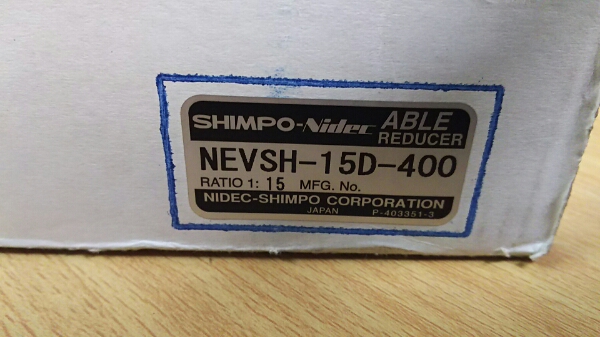 SHIMPO-Nidec ABLE
REDUCER
NEVSH-15D-400
RATIO 1: 15 MFG. No.
NIDEC-SHIMPO CORPORATION
JAPAN P-403351-3